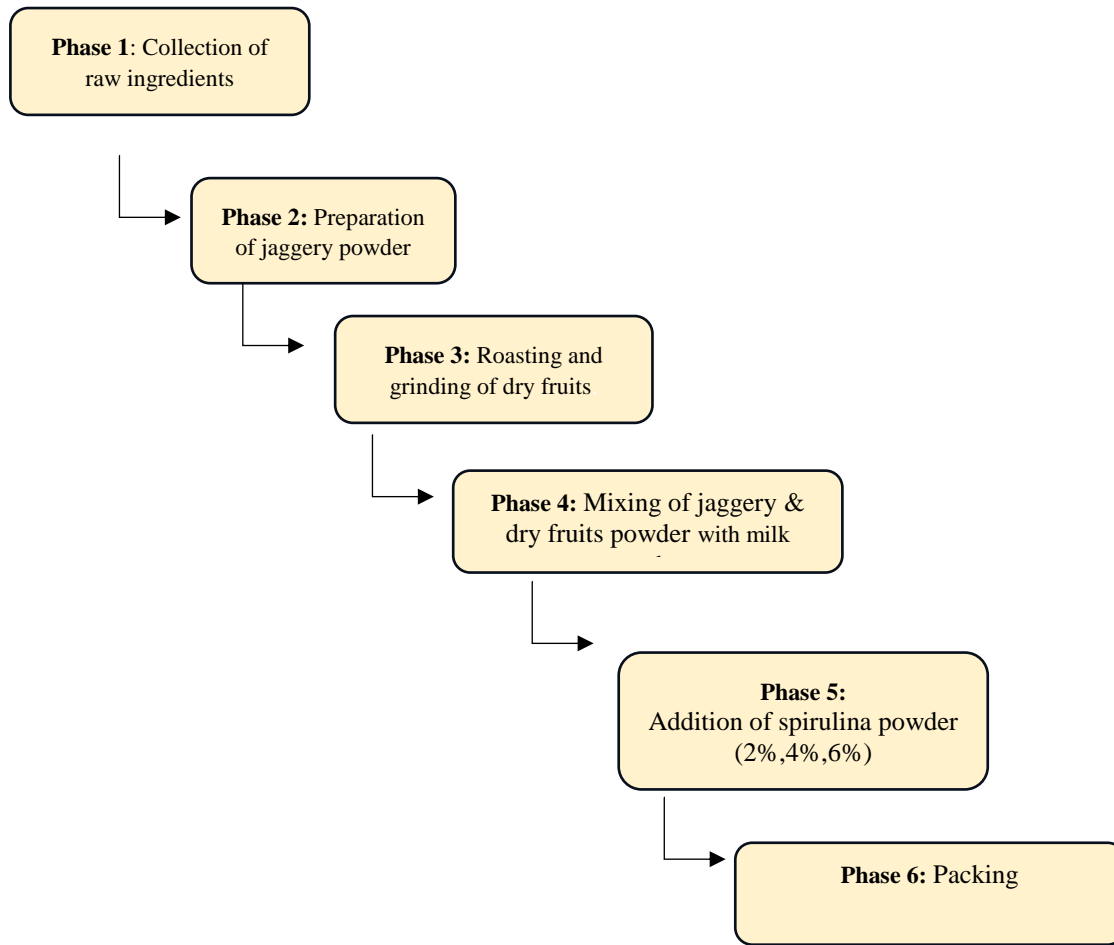 Phase 1: Collection of
raw ingredients
Phase 2: Preparation
of jaggery powder
Phase 3: Roasting and
grinding of dry fruits
Phase 4: Mixing of jaggery &
dry fruits powder with milk
Phase 5:
Addition of spirulina powder
(2%,4%,6%)
Phase 6: Packing